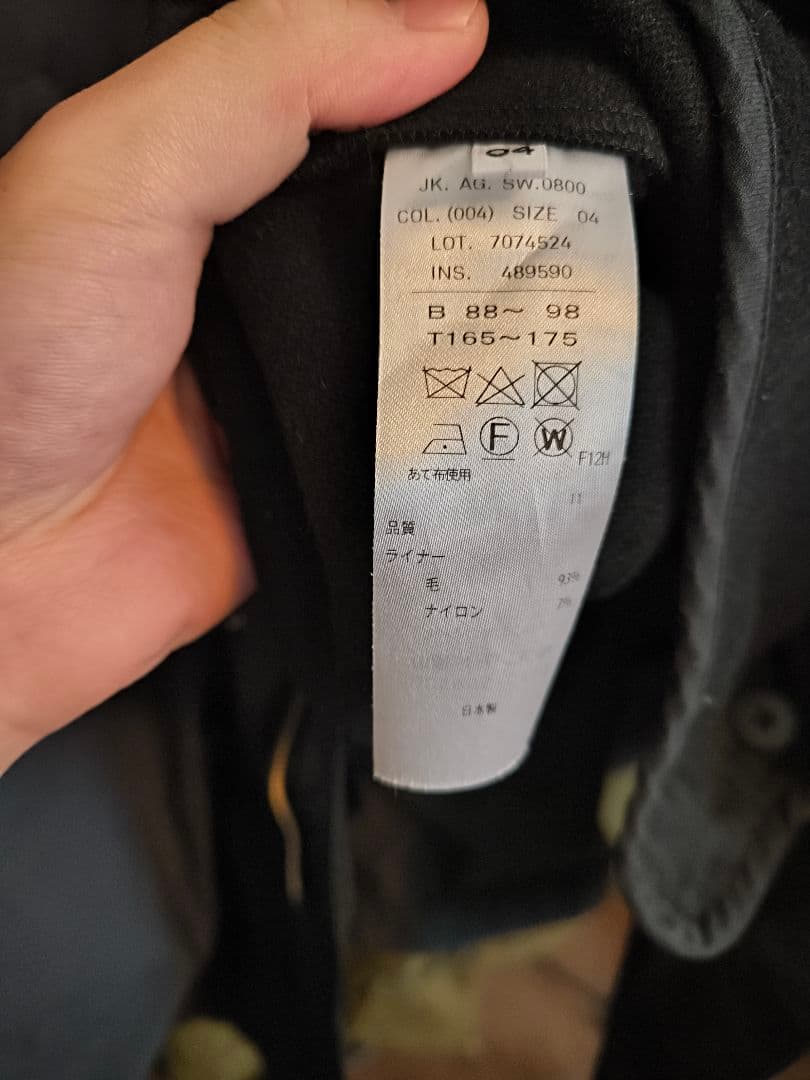 04
JK. AG. SW.0800
COL.(004) SIZE 04
LOT. 7074524
INS. 489590
B 88~ 98
T165~175
F W
F12H
あて布使用
11
品質
ライナー
毛 93%
ナイロン 7%
日本製